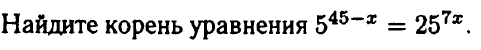 Найдите корень уравнения 5^{45−x} = 25^{7x}.